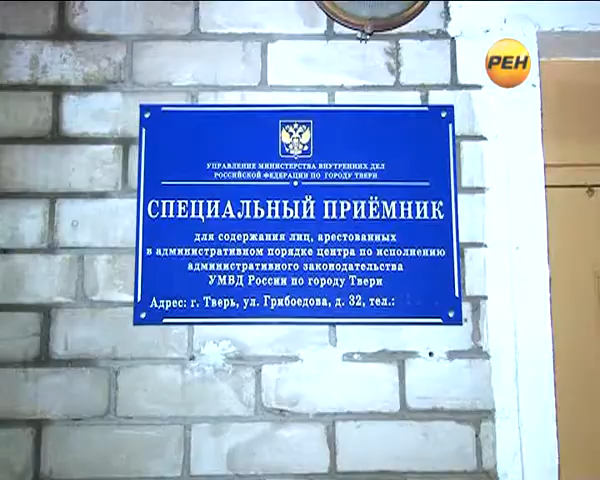 РЕН
УПРАВЛЕНИЕ МИНИСТЕРСТВА ВНУТРЕННИХ ДЕЛ
РОССИЙСКОЙ ФЕДЕРАЦИИ ПО ГОРОДУ ТВЕРИ
СПЕЦИАЛЬНЫЙ ПРИЁМНИК
для содержания лиц, арестованных
в административном порядке центра по исполнению
административного законодательства
УМВД России по городу Твери
Адрес: г. Тверь, ул. Грибоедова, д. 32, тел.: